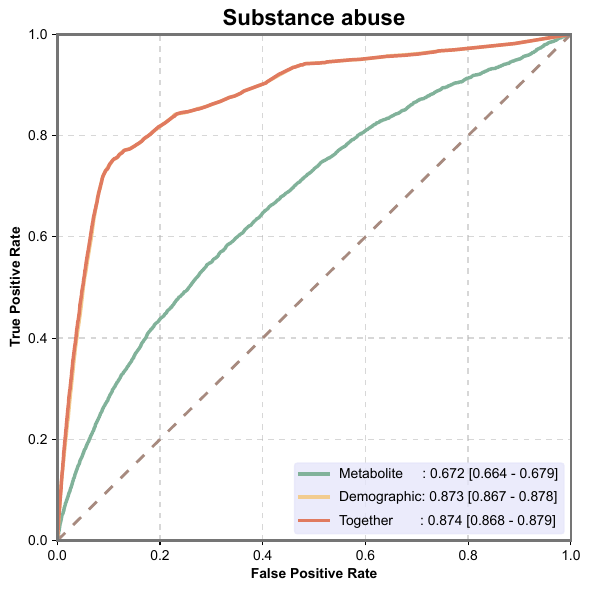 Substance abuse
1.0
0.8
0.6
0.4
0.2
0.0
True Positive Rate
Metabolite : 0.672 [0.664 - 0.679]
Demographic: 0.873 [0.867 - 0.878]
Together : 0.874 [0.868 - 0.879]
0.0 0.2 0.4 0.6 0.8 1.0
False Positive Rate